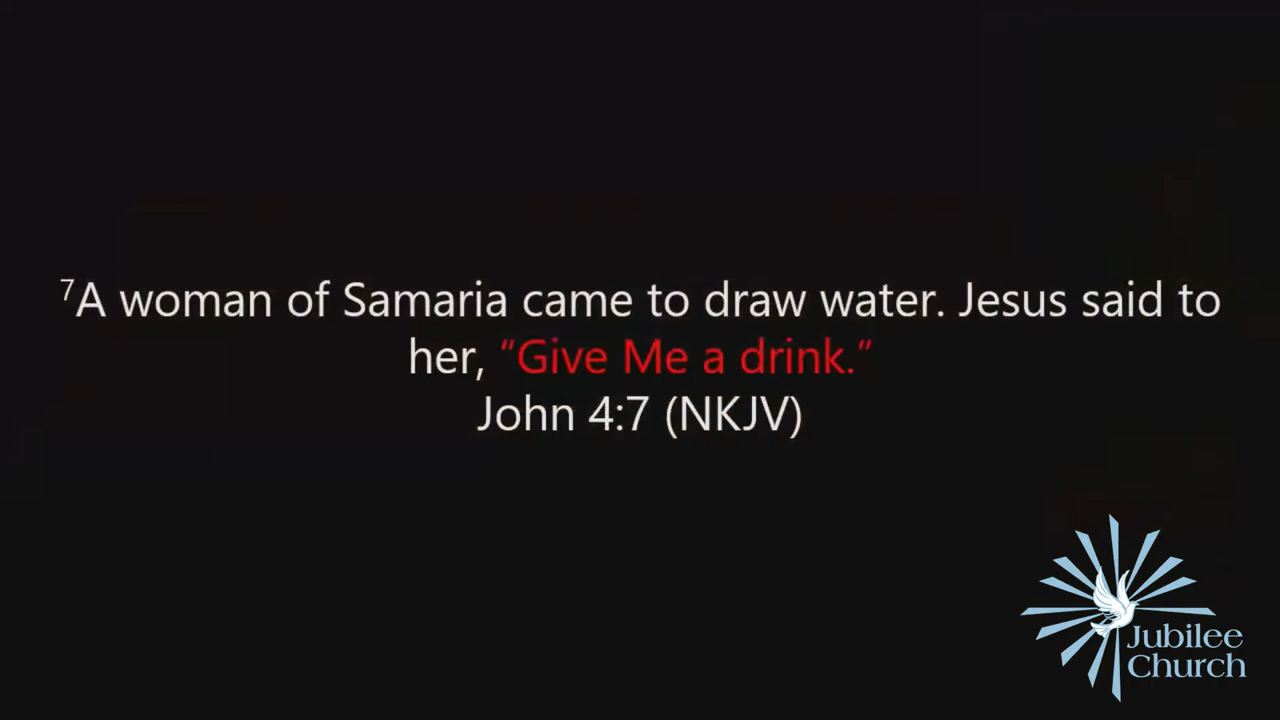 ⁷A woman of Samaria came to draw water. Jesus said to
her, "Give Me a drink."
John 4:7 (NKJV)
Jubilee
Church